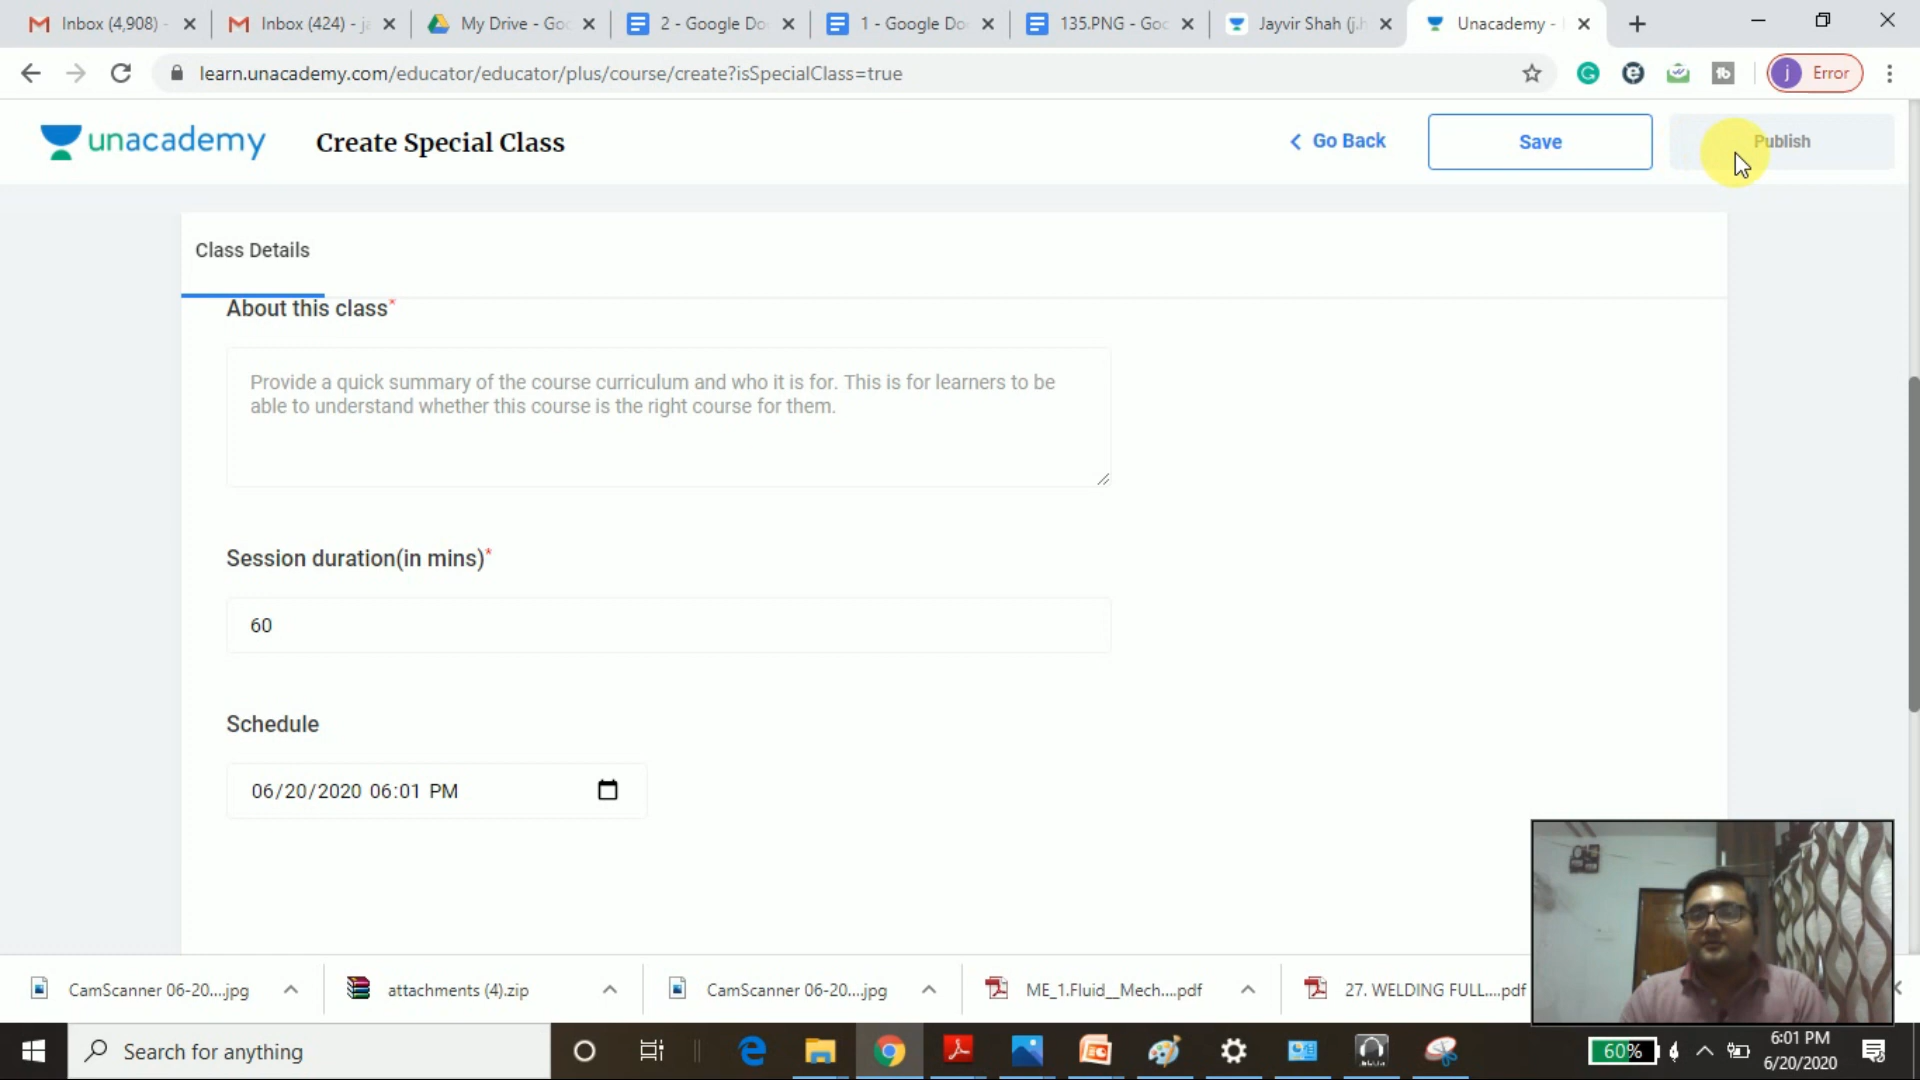 Inbox (4,908) -
Inbox (424) - ja
My Drive - Goo
2 - Google Do
1 - Google Do
135.PNG - Goo
Jayvir Shah (j.h
Unacademy -
learn.unacademy.com/educator/educator/plus/course/create?isSpecialClass=true
j Error
unacademy
Create Special Class
Go Back
Save
Publish
Class Details
About this class*
Provide a quick summary of the course curriculum and who it is for. This is for learners to be
able to understand whether this course is the right course for them.
Session duration(in mins)*
60
Schedule
06/20/2020 06:01 PM
CamScanner 06-20....jpg
attachments (4).zip
CamScanner 06-20....jpg
ME_1.Fluid__Mech....pdf
27. WELDING FULL....pdf
Search for anything
60%
6:01 PM
6/20/2020